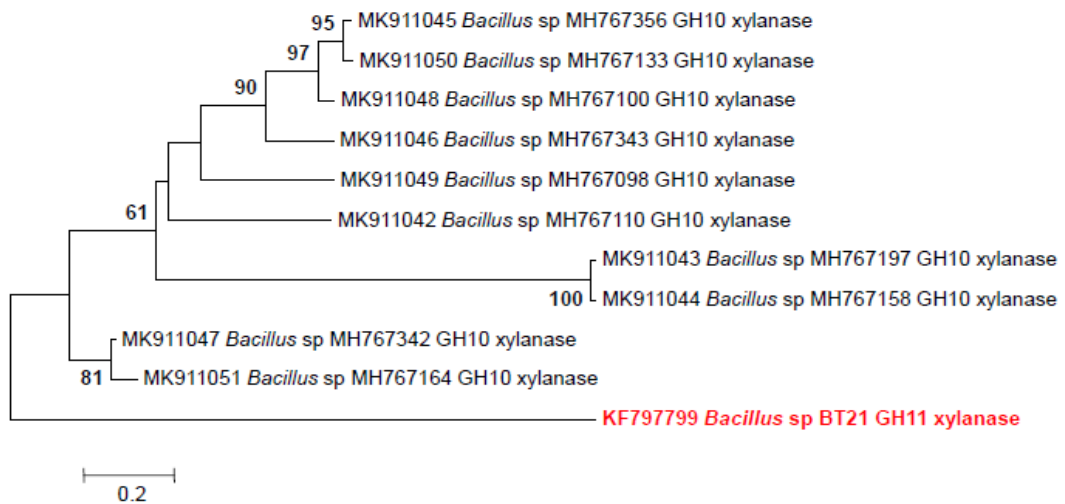 95
MK911045 Bacillus sp MH767356 GH10 xylanase
97
MK911050 Bacillus sp MH767133 GH10 xylanase
90
MK911048 Bacillus sp MH767100 GH10 xylanase
MK911046 Bacillus sp MH767343 GH10 xylanase
MK911049 Bacillus sp MH767098 GH10 xylanase
61
MK911042 Bacillus sp MH767110 GH10 xylanase
MK911043 Bacillus sp MH767197 GH10 xylanase
100
MK911044 Bacillus sp MH767158 GH10 xylanase
MK911047 Bacillus sp MH767342 GH10 xylanase
81
MK911051 Bacillus sp MH767164 GH10 xylanase
KF797799 Bacillus sp BT21 GH11 xylanase
0.2